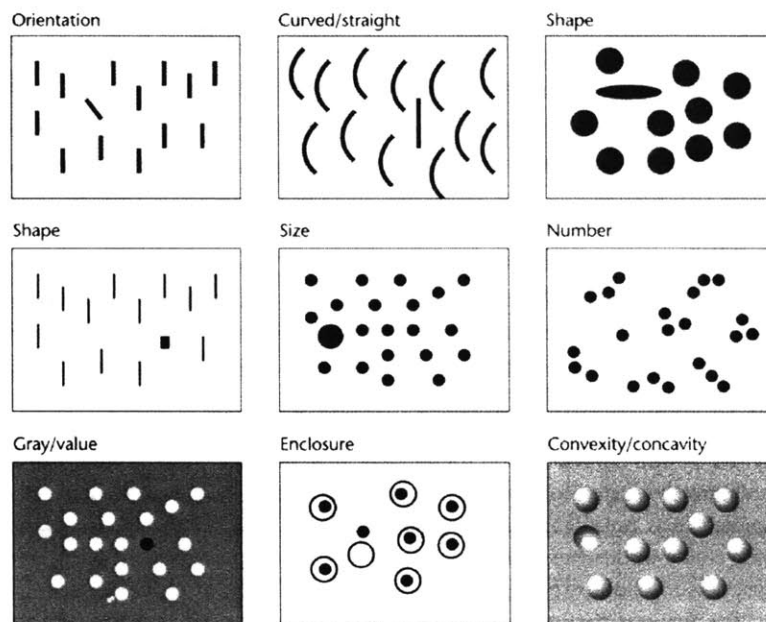 Orientation
Curved/straight
Shape
Shape
Size
Number
Gray/value
Enclosure
Convexity/concavity